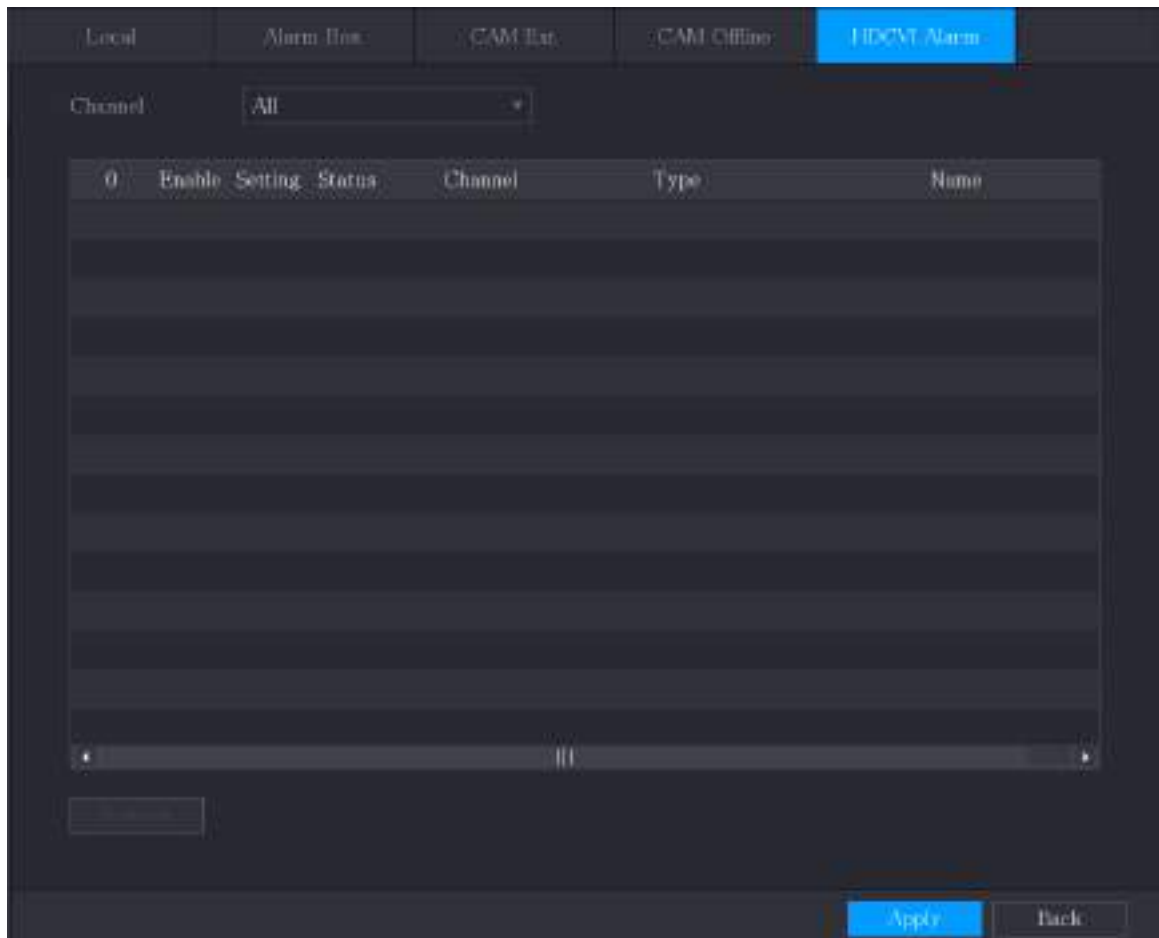 Local Alarm Box CAM Ext. CAM Offline HDCVI Alarm
Channel All
0 Enable Setting Status Channel Type Name
Apply Back